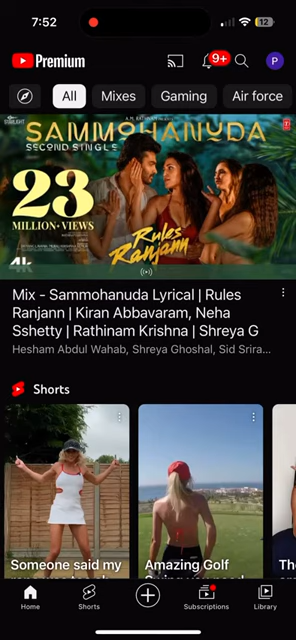 7:52
12
Premium
9+
P
All
Mixes
Gaming
Air force
SAMMOHANUDA
SECOND SINGLE
23
MILLION+ VIEWS
Rules
Ranjann
4K
Mix - Sammohanuda Lyrical | Rules
Ranjann | Kiran Abbavaram, Neha
Sshetty | Rathinam Krishna | Shreya G
Hesham Abdul Wahab, Shreya Ghoshal, Sid Srira...
Shorts
Someone said my
Amazing Golf
Th
Home
Shorts
Subscriptions
Library